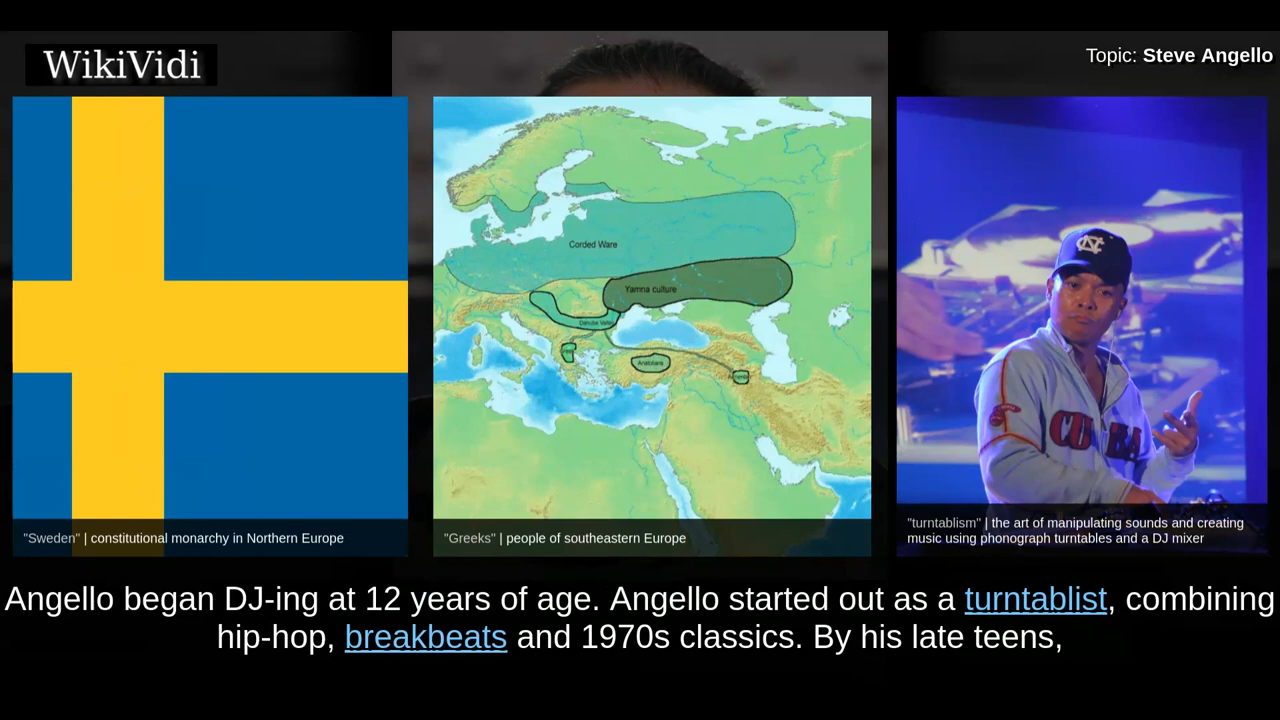 WikiVidi
Topic: Steve Angello
Corded Ware
Yamna culture
Danube Valley
Anatolians
"Sweden" | constitutional monarchy in Northern Europe
"Greeks" | people of southeastern Europe
"turntablism" | the art of manipulating sounds and creating
music using phonograph turntables and a DJ mixer
Angello began DJ-ing at 12 years of age. Angello started out as a turntablist, combining
hip-hop, breakbeats and 1970s classics. By his late teens,